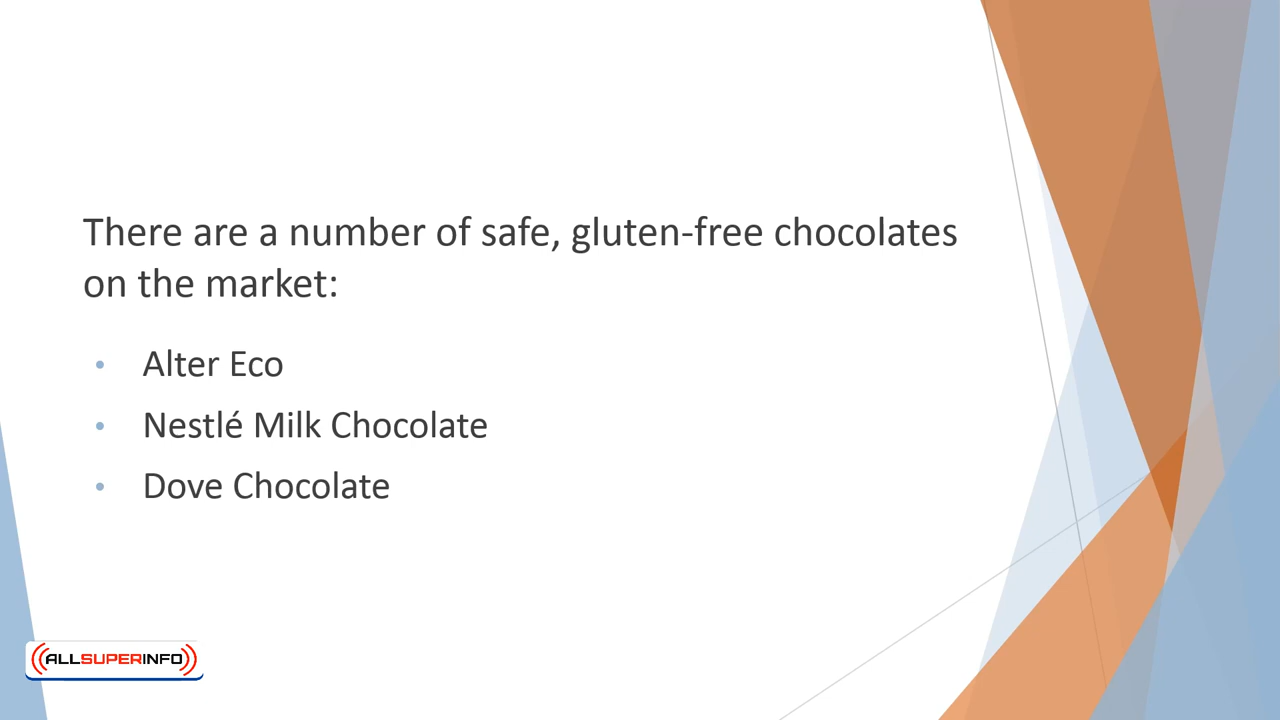 There are a number of safe, gluten-free chocolates
on the market:
• Alter Eco
• Nestlé Milk Chocolate
• Dove Chocolate
ALLSUPERINFO